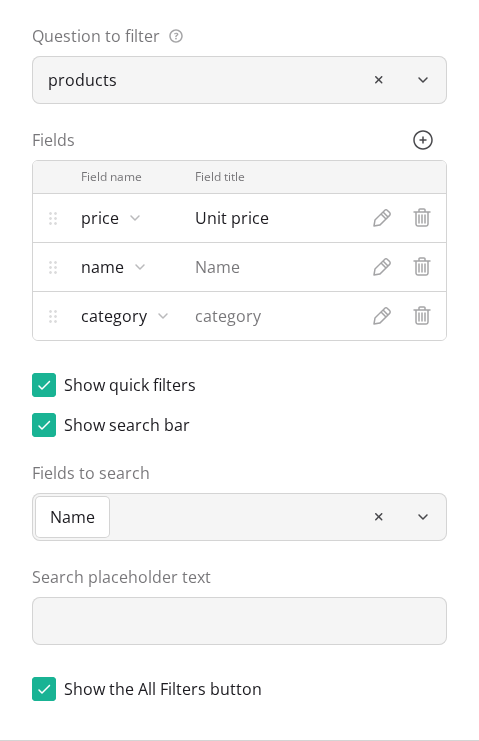 Question to filter ?
products
Fields
Field name Field title
price Unit price
name Name
category category
Show quick filters
Show search bar
Fields to search
Name
Search placeholder text
Show the All Filters button